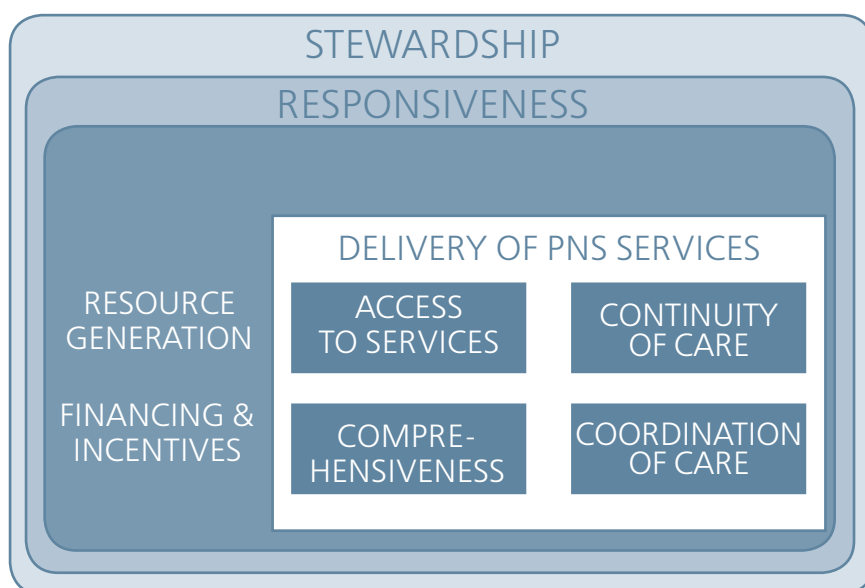 STEWARDSHIP
RESPONSIVENESS
DELIVERY OF PNS SERVICES
RESOURCE
GENERATION
FINANCING &
INCENTIVES
ACCESS
TO SERVICES
CONTINUITY
OF CARE
COMPRE-
HENSIVENESS
COORDINATION
OF CARE